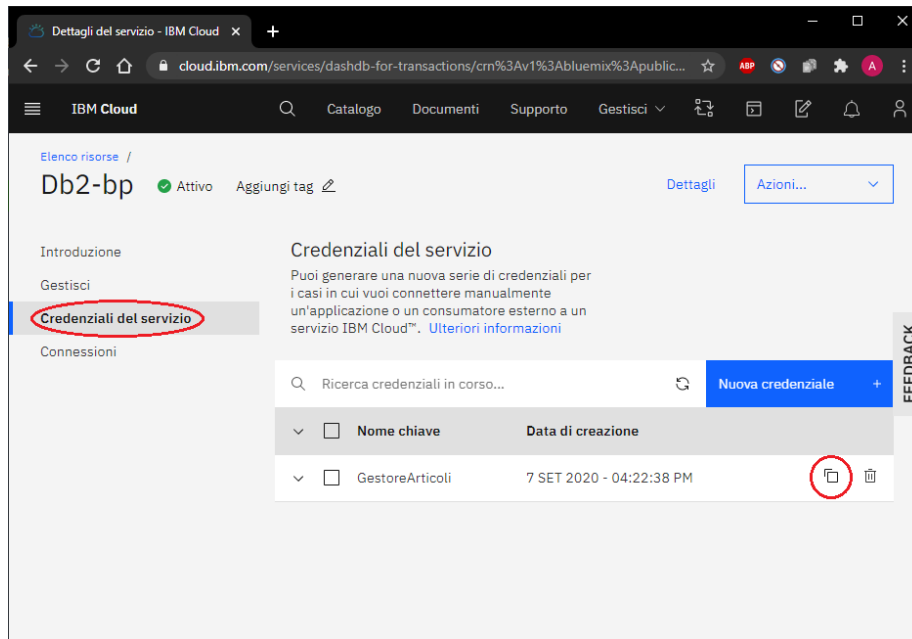 Dettagli del servizio - IBM Cloud
cloud.ibm.com/services/dashdb-for-transactions/crn%3Av1%3Abluemix%3Apublic...
ABP
A
IBM Cloud
Catalogo
Documenti
Supporto
Gestisci
Elenco risorse /
Db2-bp
Attivo
Aggiungi tag
Dettagli
Azioni...
Introduzione
Gestisci
Credenziali del servizio
Connessioni
Credenziali del servizio
Puoi generare una nuova serie di credenziali per
i casi in cui vuoi connettere manualmente
un'applicazione o un consumatore esterno a un
servizio IBM Cloud™. Ulteriori informazioni
FEEDBACK
Ricerca credenziali in corso...
Nuova credenziale +
Nome chiave
Data di creazione
GestoreArticoli
7 SET 2020 - 04:22:38 PM